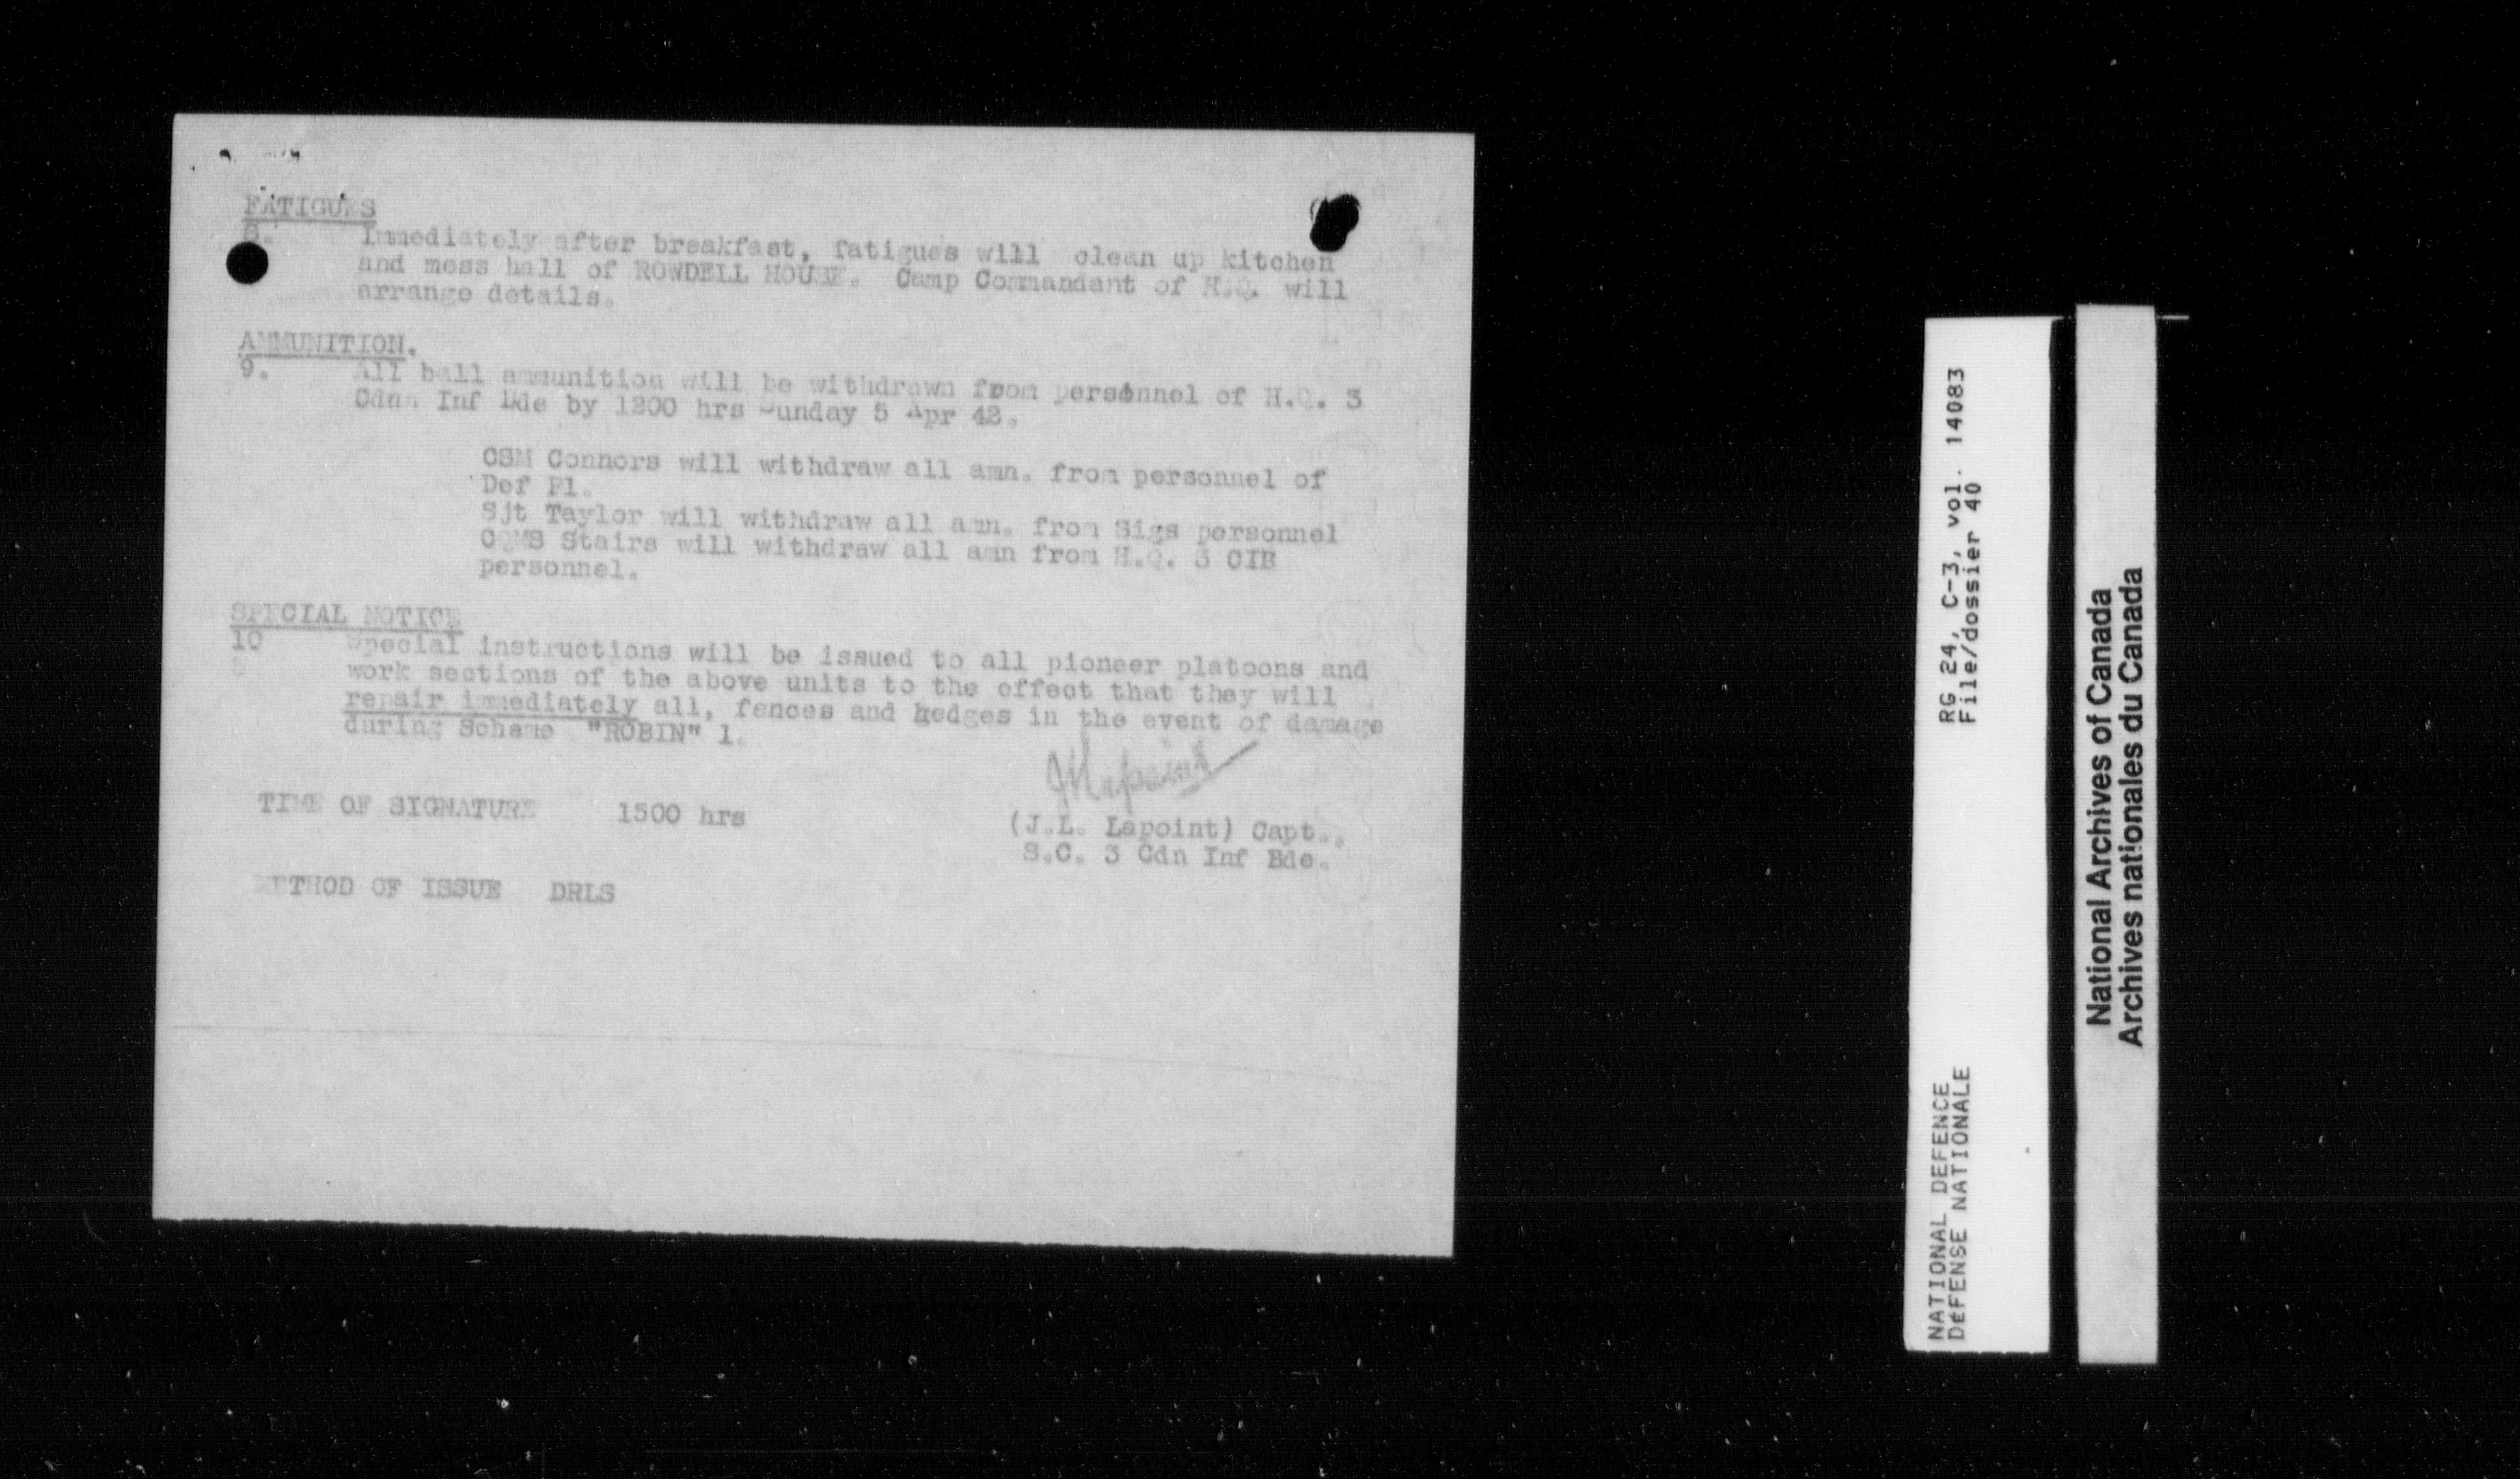 FATIGUES
8. Immediately after breakfast, fatigues will clean up kitchen
and mess hall of ROWDELL HOUSE. Camp Commandant of H.Q. will
arrange details.
AMMUNITION.
9. All ball ammunition will be withdrawn from personnel of H.Q. 3
Cdn Inf Bde by 1200 hrs Sunday 5 Apr 42.
CSM Connors will withdraw all amn. from personnel of
Def Pl.
Sjt Taylor will withdraw all amn. from Sigs personnel
CQMS Stairs will withdraw all amn from H.Q. 3 CIB
personnel.
SPECIAL NOTICE
10 Special instructions will be issued to all pioneer platoons and
work sections of the above units to the effect that they will
repair immediately all, fences and hedges in the event of damage
during Scheme "ROBIN" 1.
TIME OF SIGNATURE 1500 hrs
(J.L. Lapoint) Capt.,
S.C. 3 Cdn Inf Bde.
METHOD OF ISSUE DRLS
RG 24, C-3, vol. 14083
File/dossier 40
NATIONAL DEFENCE
DéFENSE NATIONALE
National Archives of Canada
Archives nationales du Canada